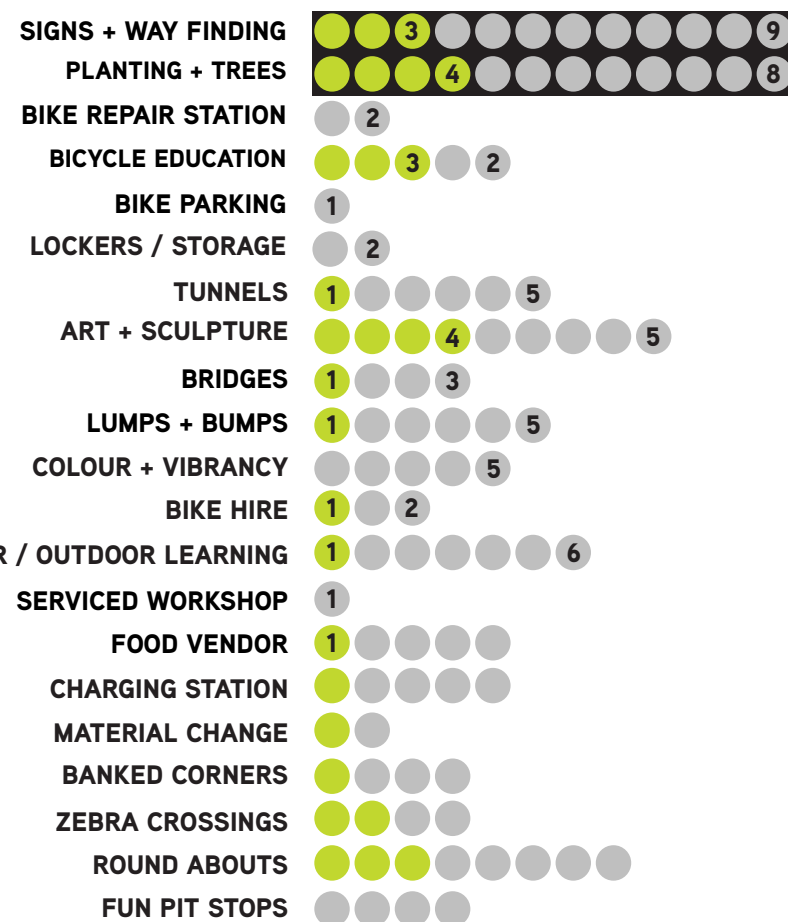 SIGNS + WAY FINDING 3 9
PLANTING + TREES 4 8
BIKE REPAIR STATION 2
BICYCLE EDUCATION 3 2
BIKE PARKING 1
LOCKERS / STORAGE 2
TUNNELS 1 5
ART + SCULPTURE 4 5
BRIDGES 1 3
LUMPS + BUMPS 1 5
COLOUR + VIBRANCY 5
BIKE HIRE 1 2
/ OUTDOOR LEARNING 1 6
SERVICED WORKSHOP 1
FOOD VENDOR 1
CHARGING STATION
MATERIAL CHANGE
BANKED CORNERS
ZEBRA CROSSINGS
ROUND ABOUTS
FUN PIT STOPS